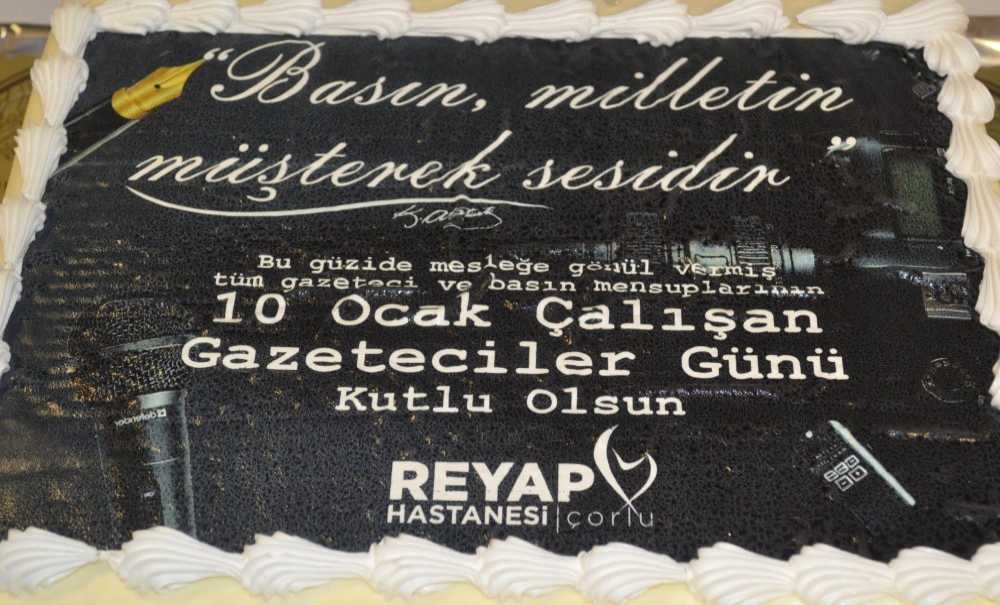 “Basın, milletin
müşterek sesidir”
K. Atatürk
Bu güzide mesleğe gönül vermiş
tüm gazeteci ve basın mensuplarının
10 Ocak Çalışan
Gazeteciler Günü
Kutlu Olsun
REYAP
HASTANESİ | çorlu